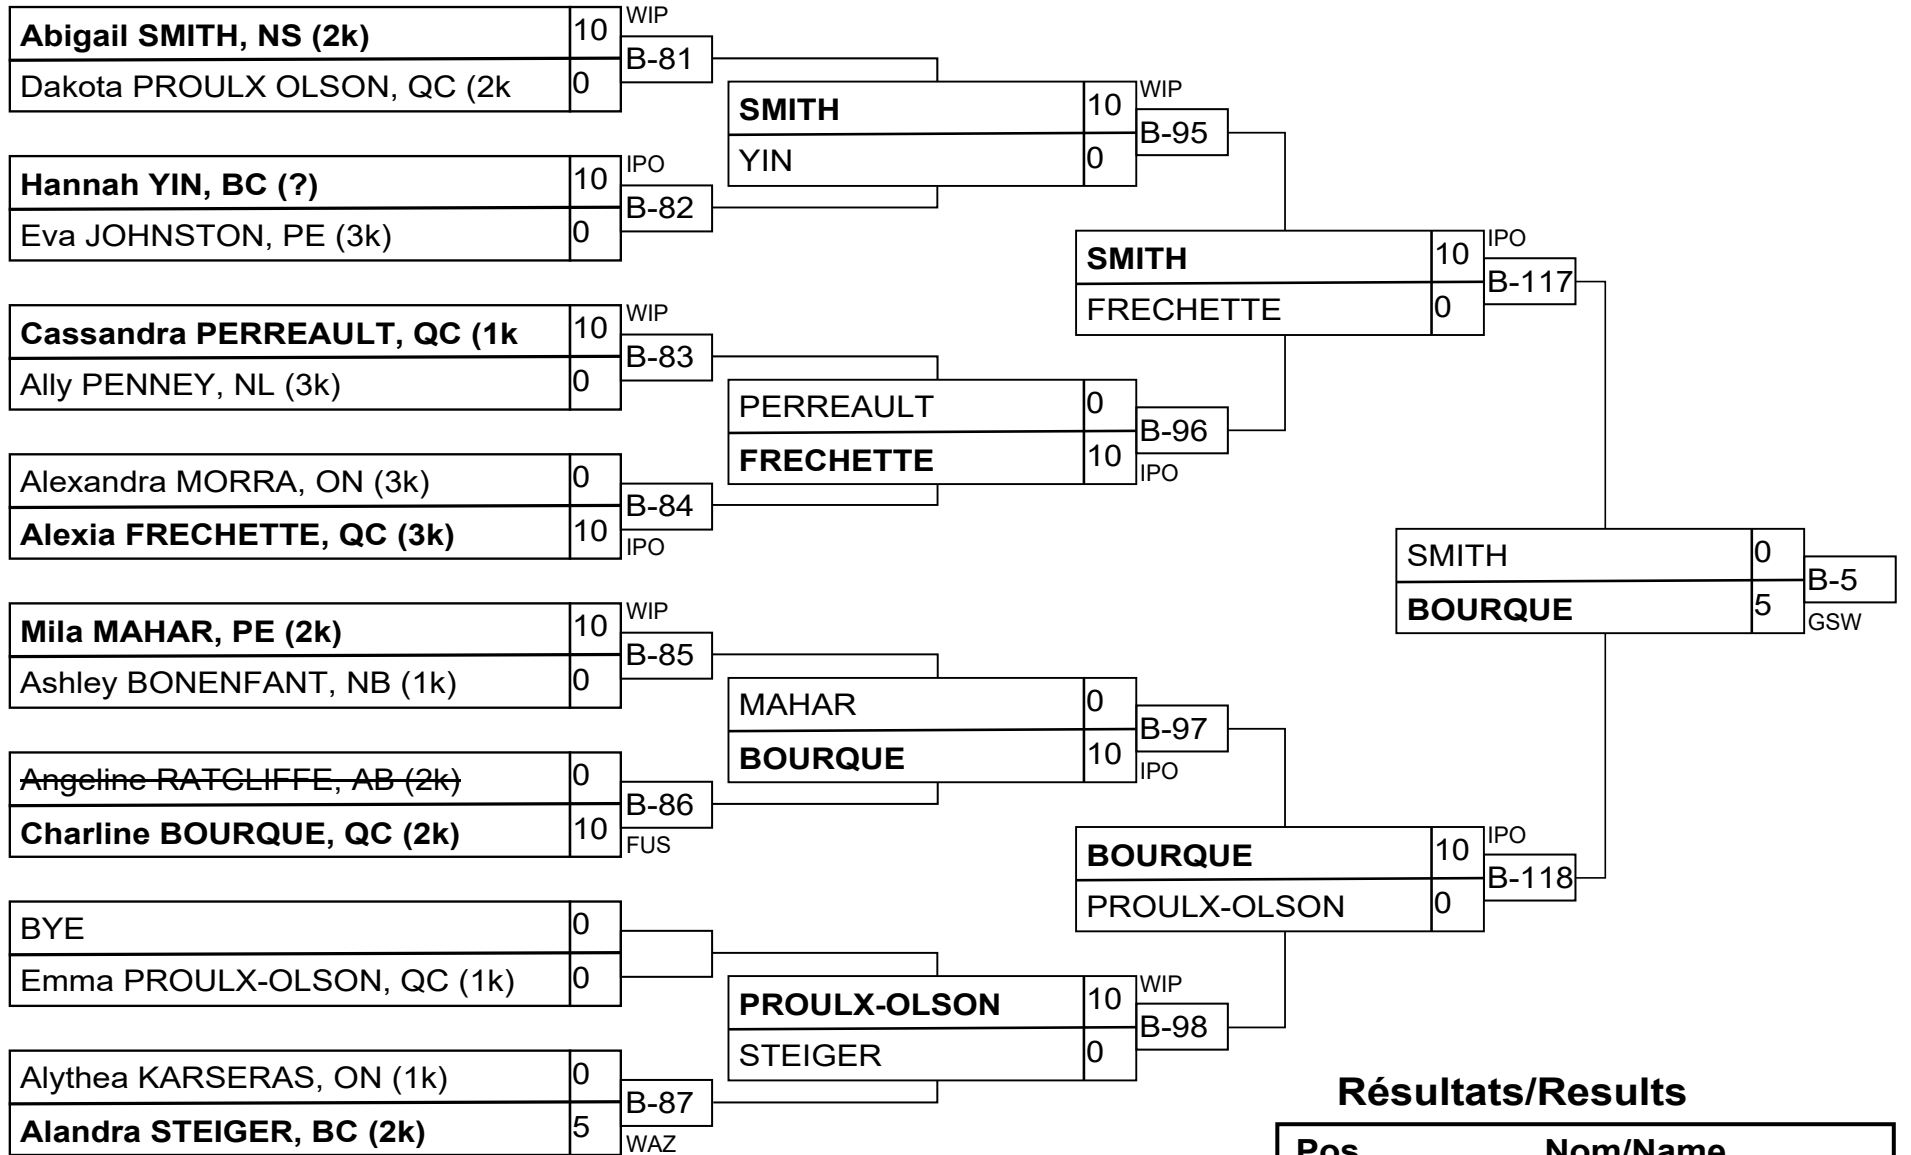 Abigail SMITH, NS (2k) 10 WIP
B-81
Dakota PROULX OLSON, QC (2k 0
Hannah YIN, BC (?) 10 IPO
B-82
Eva JOHNSTON, PE (3k) 0
Cassandra PERREAULT, QC (1k 10 WIP
B-83
Ally PENNEY, NL (3k) 0
Alexandra MORRA, ON (3k) 0
B-84
Alexia FRECHETTE, QC (3k) 10 IPO
Mila MAHAR, PE (2k) 10 WIP
B-85
Ashley BONENFANT, NB (1k) 0
Angeline RATCLIFFE, AB (2k) 0
B-86
Charline BOURQUE, QC (2k) 10 FUS
BYE 0
Emma PROULX-OLSON, QC (1k) 0
Alythea KARSERAS, ON (1k) 0
B-87
Alandra STEIGER, BC (2k) 5 WAZ
SMITH 10 WIP
B-95
YIN 0
PERREAULT 0
B-96
FRECHETTE 10 IPO
MAHAR 0
B-97
BOURQUE 10 IPO
PROULX-OLSON 10 WIP
B-98
STEIGER 0
SMITH 10 IPO
B-117
FRECHETTE 0
BOURQUE 10 IPO
B-118
PROULX-OLSON 0
SMITH 0
B-5
BOURQUE 5 GSW
Résultats/Results
Pos Nom/Name